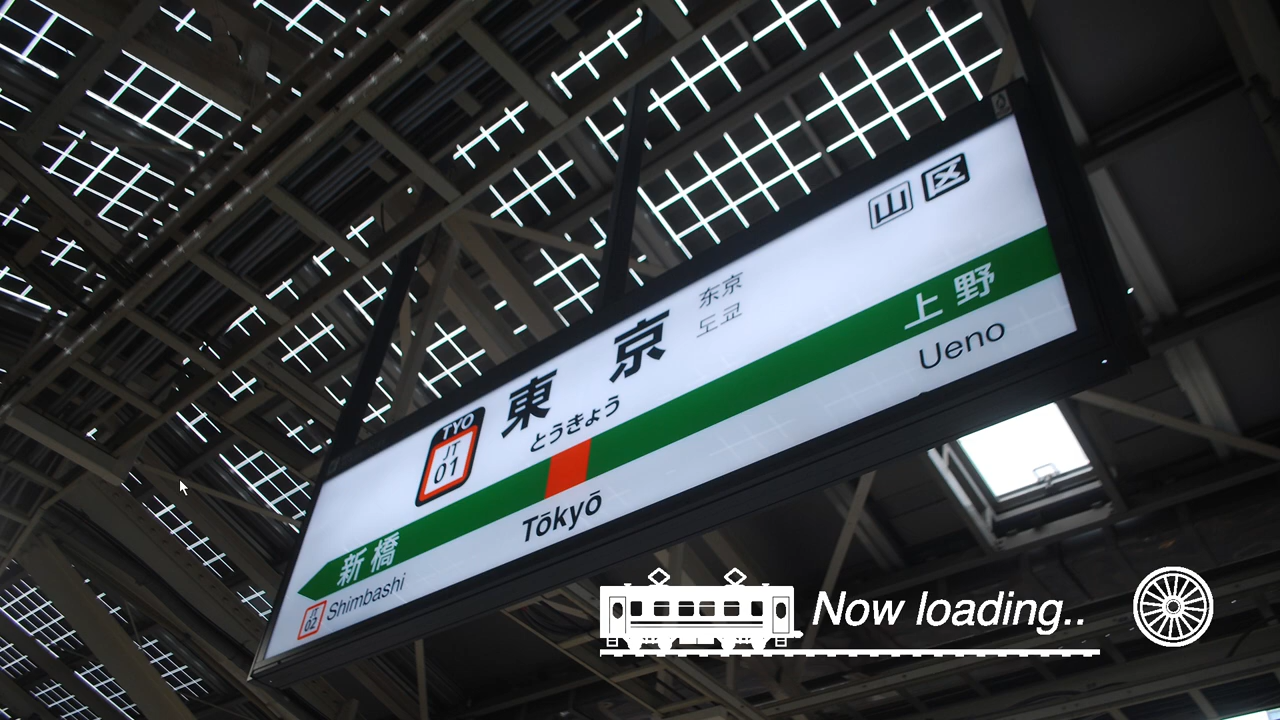 山 区
东京
도쿄
東京
とうきょう
TYO
JT
01
上野
Ueno
Tōkyō
新橋
JT
02
Shimbashi
Now loading..